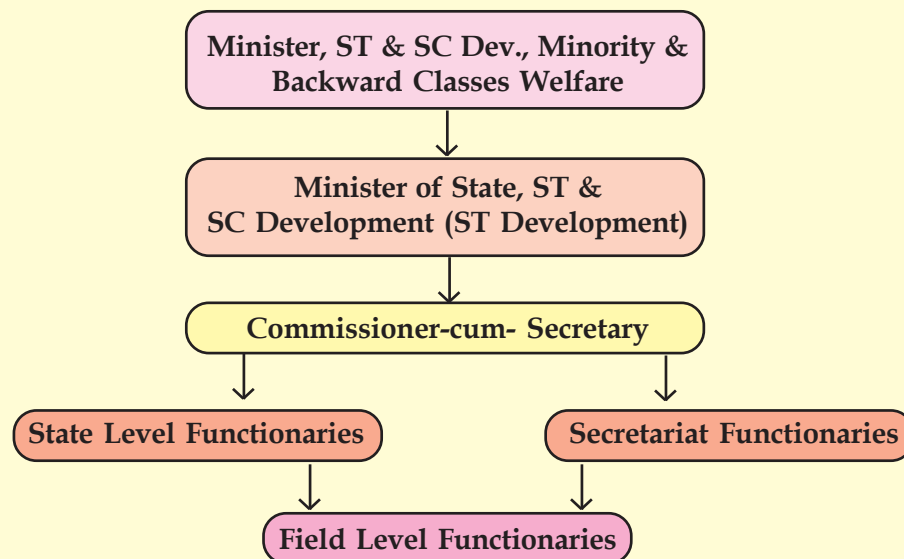 Minister, ST & SC Dev., Minority &
Backward Classes Welfare
Minister of State, ST &
SC Development (ST Development)
Commissioner-cum- Secretary
State Level Functionaries
Secretariat Functionaries
Field Level Functionaries